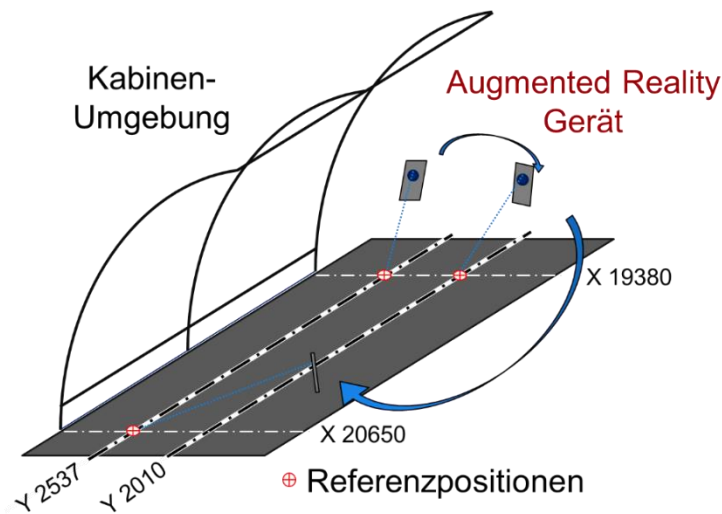 Kabinen-
Umgebung
Augmented Reality
Gerät
X 19380
X 20650
Y 2537
Y 2010
Referenzpositionen